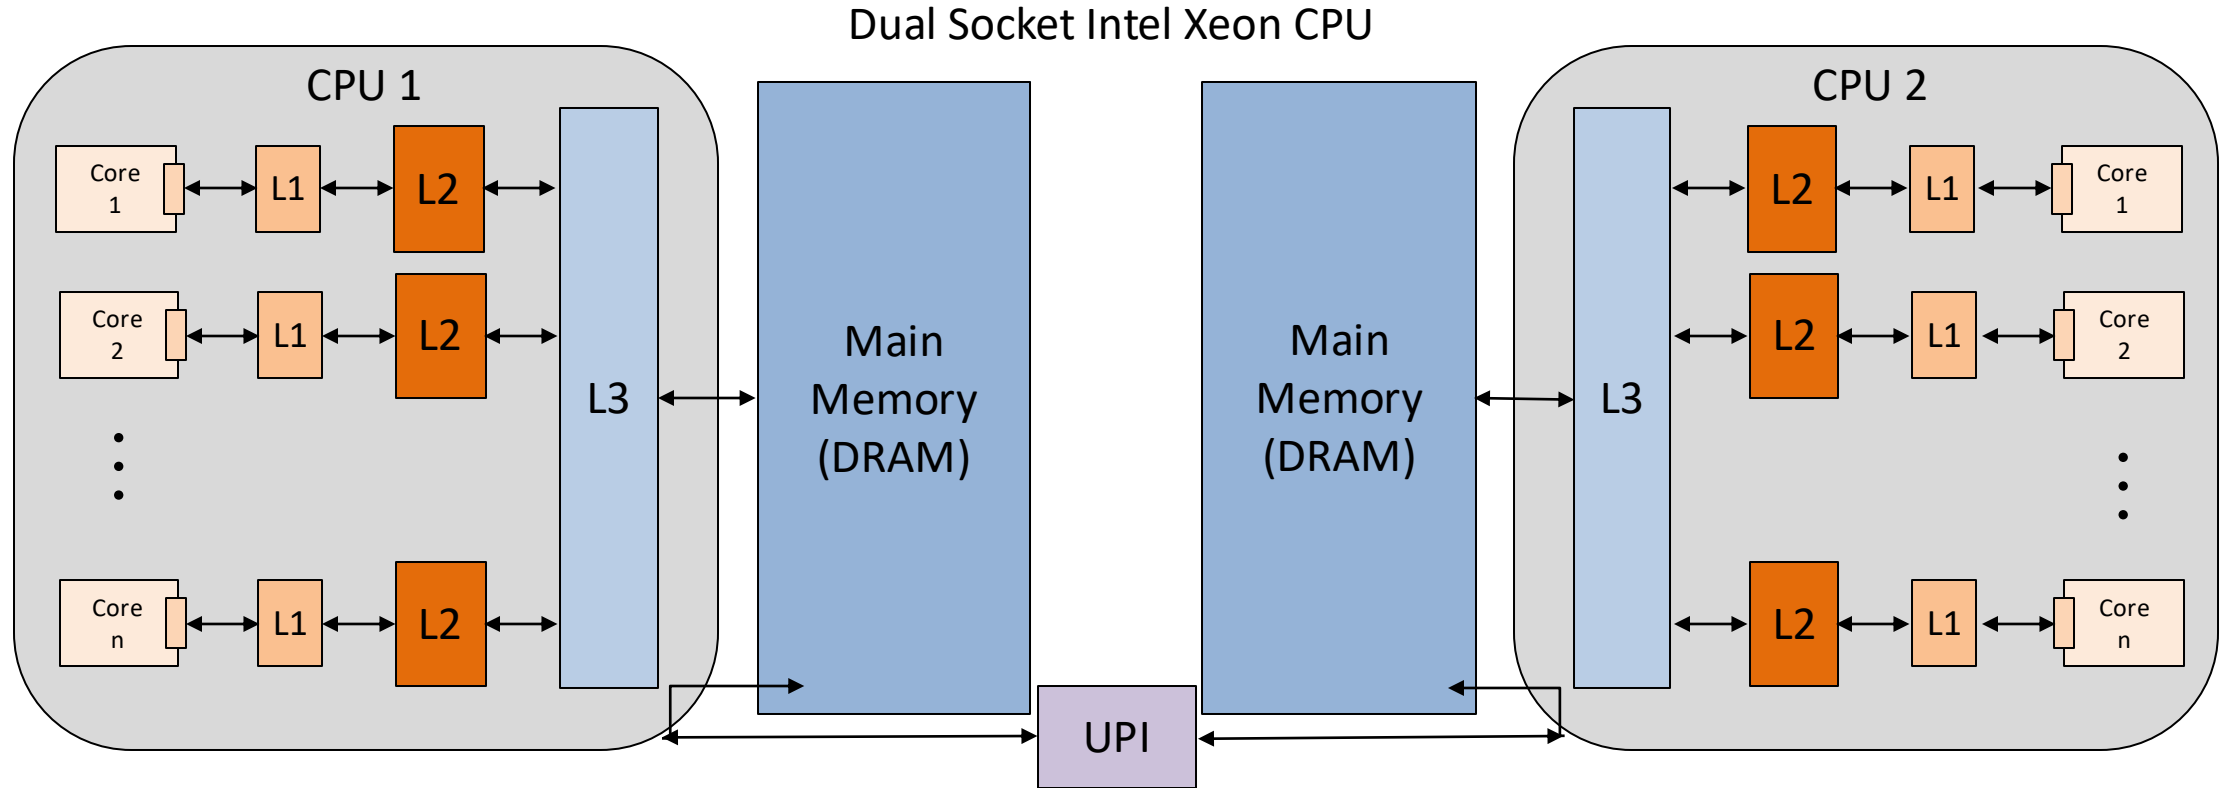 Dual Socket Intel Xeon CPU
CPU 1
Core
1
L1
L2
Core
2
L1
L2
Core
n
L1
L2
L3
Main
Memory
(DRAM)
UPI
Main
Memory
(DRAM)
CPU 2
L3
L2
L1
Core
1
L2
L1
Core
2
L2
L1
Core
n